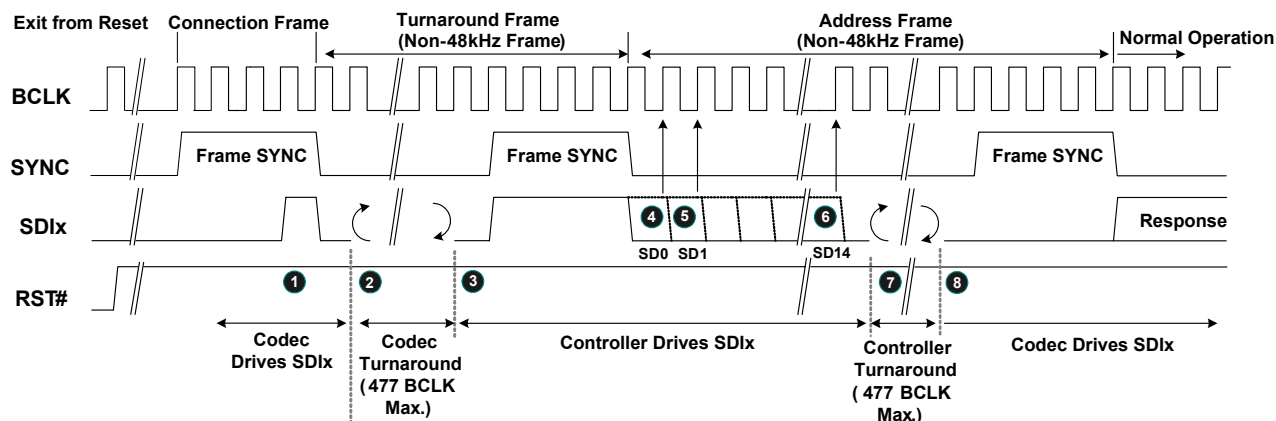 Exit from Reset
Connection Frame
Turnaround Frame
(Non-48kHz Frame)
Address Frame
(Non-48kHz Frame)
Normal Operation
BCLK
SYNC
Frame SYNC
Frame SYNC
Frame SYNC
SDIx
4
5
6
Response
SD0
SD1
SD14
RST#
1
2
3
7
8
Codec
Drives SDIx
Codec
Turnaround
( 477 BCLK
Max.)
Controller Drives SDIx
Controller
Turnaround
( 477 BCLK
Max.)
Codec Drives SDIx